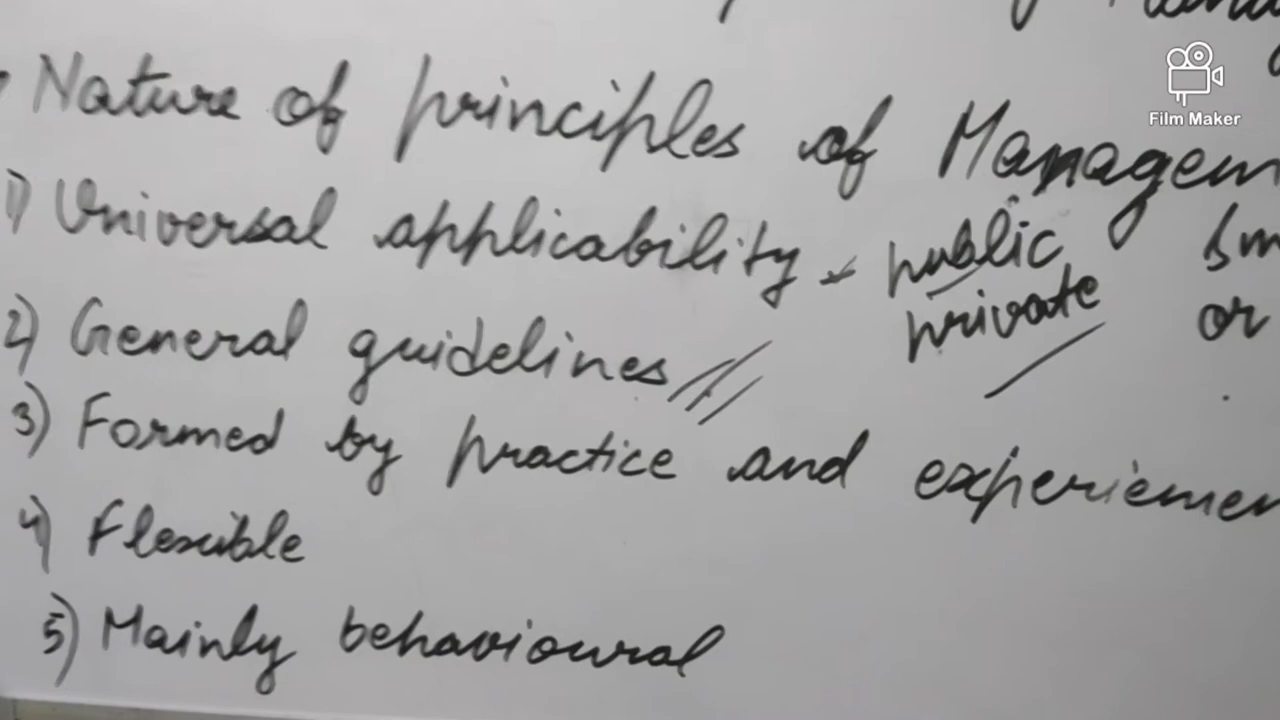 Nature of principles of Managem
1) Universal applicability public sm
private or
2) General guidelines
3) Formed by practice and experiemen
4) Flexible
5) Mainly behavioural
Film Maker